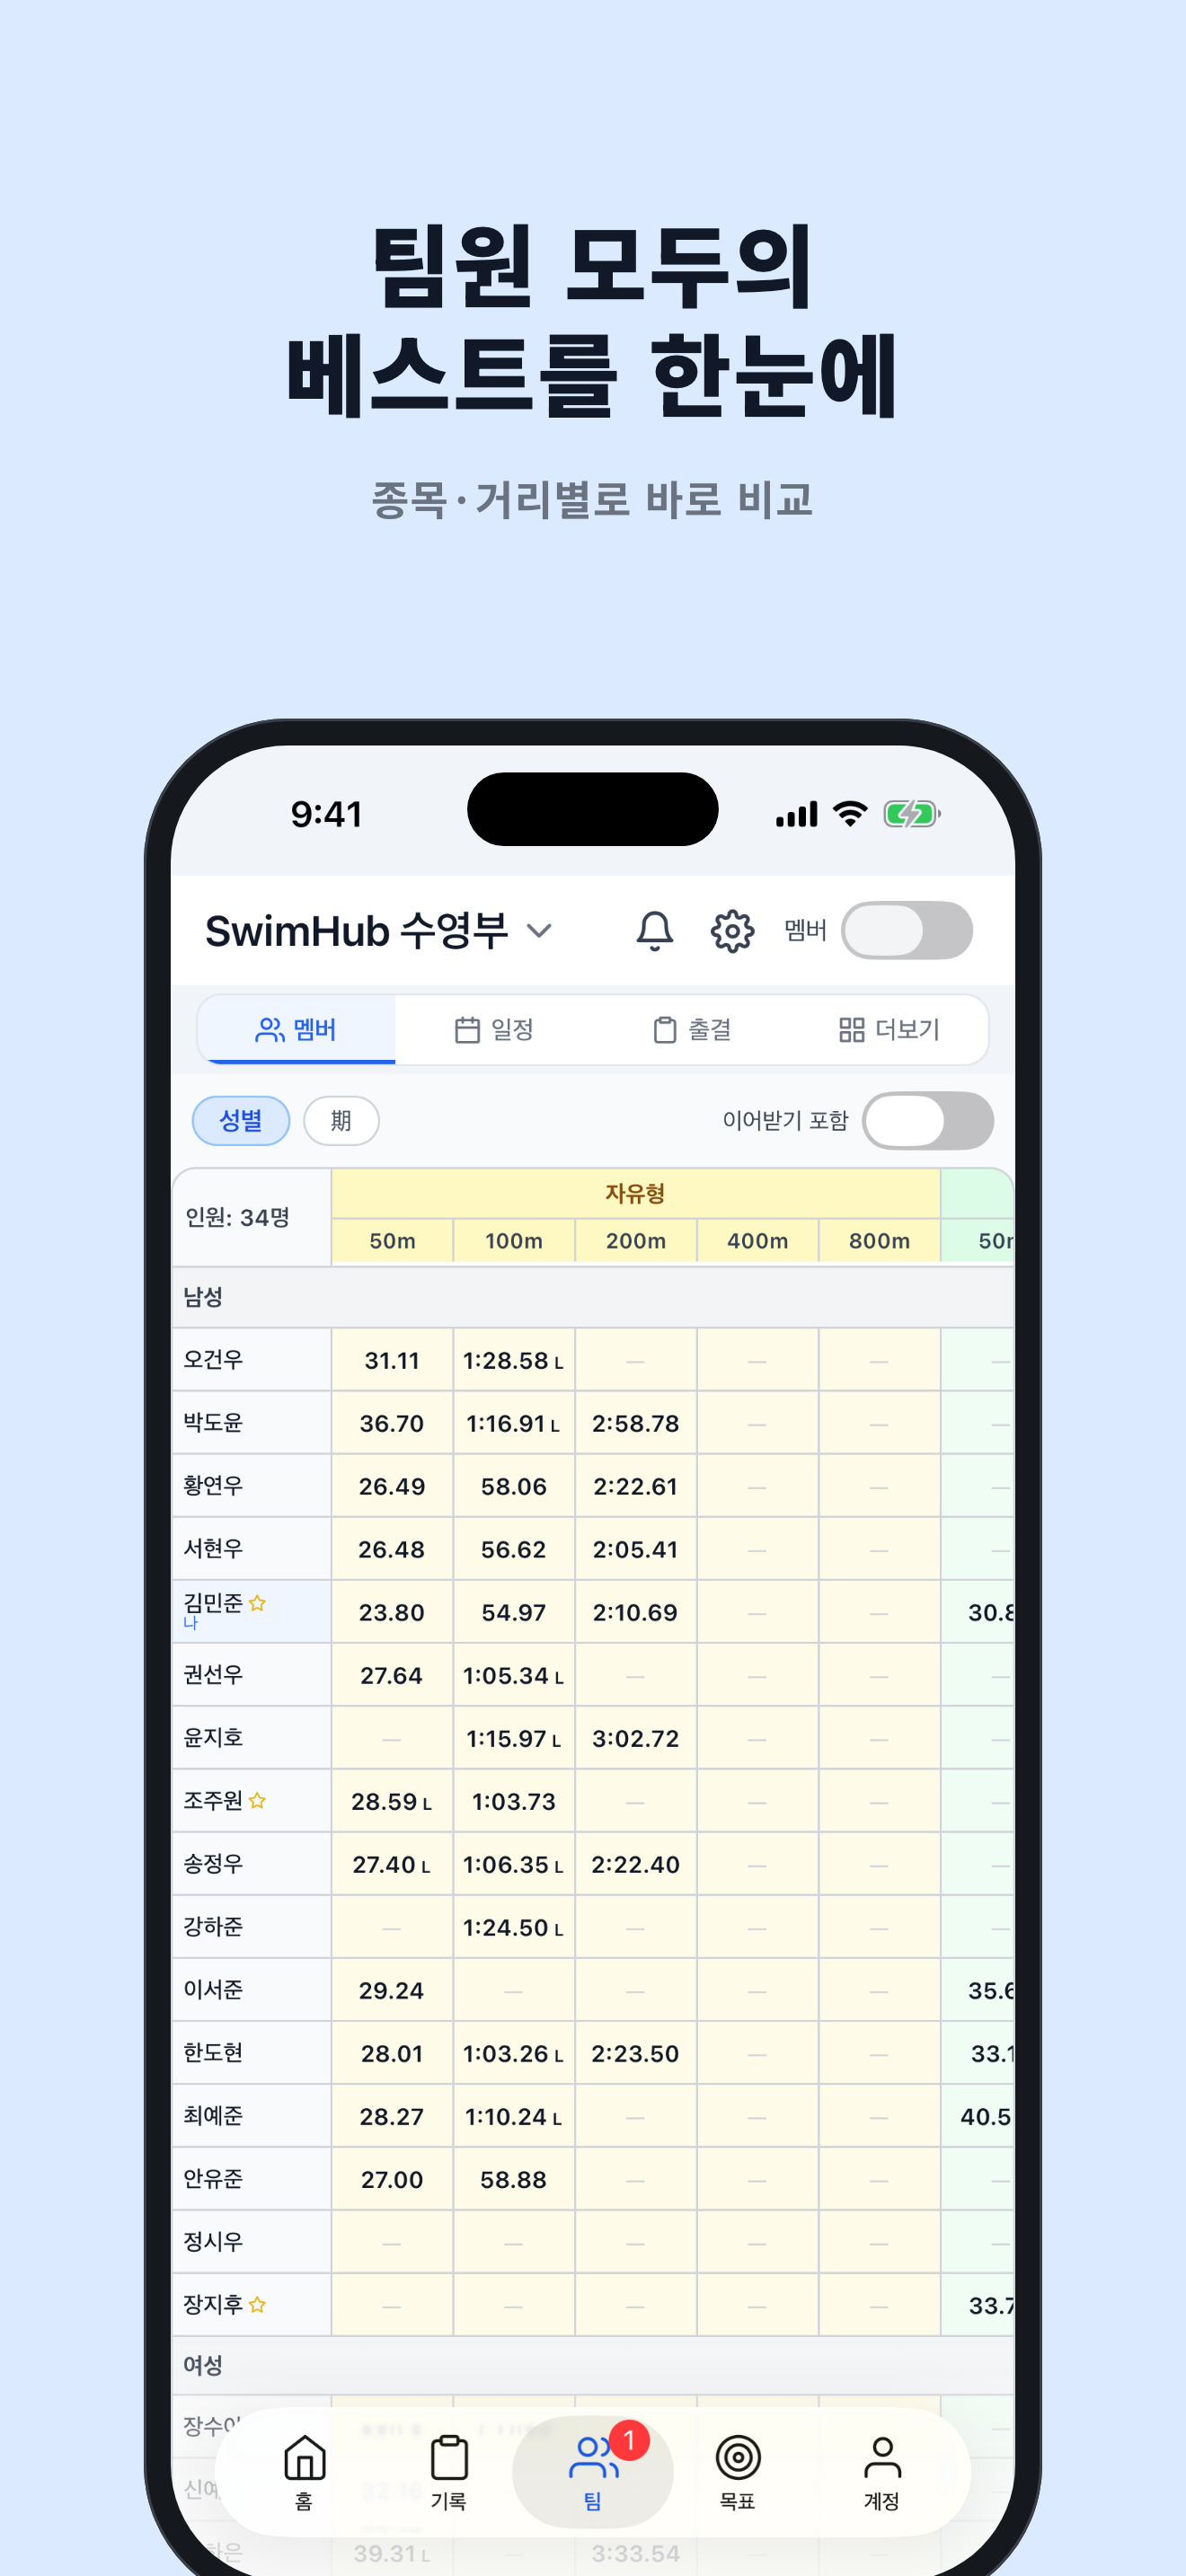 팀원 모두의
베스트를 한눈에
종목·거리별로 바로 비교
9:41
SwimHub 수영부
멤버
멤버 일정 출결 더보기
성별 期 이어받기 포함
인원: 34명 자유형
50m 100m 200m 400m 800m
남성
오건우 31.11 1:28.58 L — — — —
박도윤 36.70 1:16.91 L 2:58.78 — — —
황연우 26.49 58.06 2:22.61 — — —
서현우 26.48 56.62 2:05.41 — — —
김민준 23.80 54.97 2:10.69 — — 30.8
나
권선우 27.64 1:05.34 L — — — —
윤지호 — 1:15.97 L 3:02.72 — — —
조주원 28.59 L 1:03.73 — — — —
송정우 27.40 L 1:06.35 L 2:22.40 — — —
강하준 — 1:24.50 L — — — —
이서준 29.24 — — — — 35.6
한도현 28.01 1:03.26 L 2:23.50 — — 33.1
최예준 28.27 1:10.24 L — — — 40.5
안유준 27.00 58.88 — — — —
정시우 — — — — — —
장지후 — — — — — 33.7
여성
39.31 L — 3:33.54 — —
1
홈 기록 팀 목표 계정